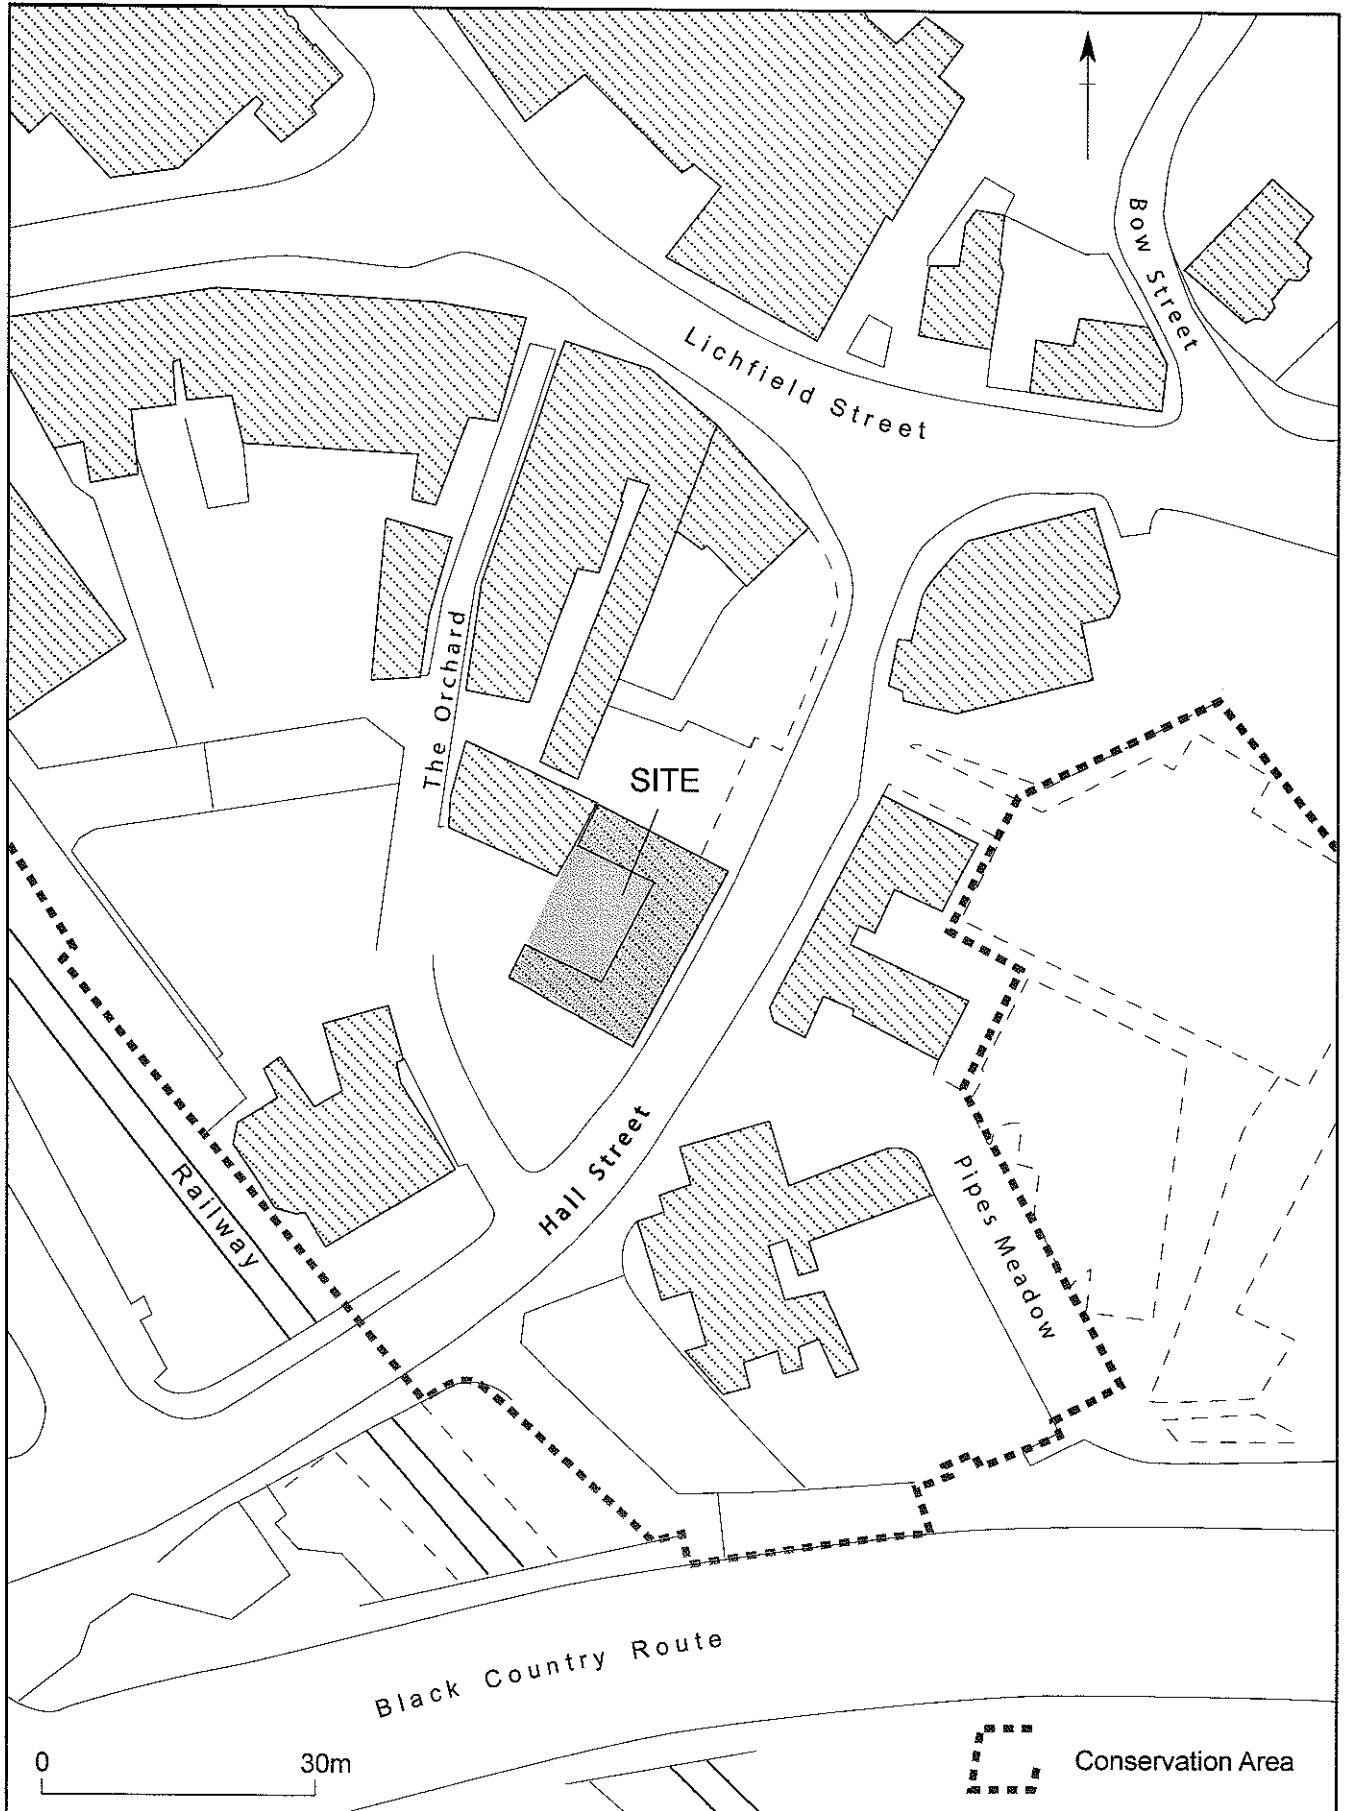 Bow Street
Lichfield Street
The Orchard
SITE
Hall Street
Pipes Meadow
Railway
Black Country Route
0 30m
Conservation Area